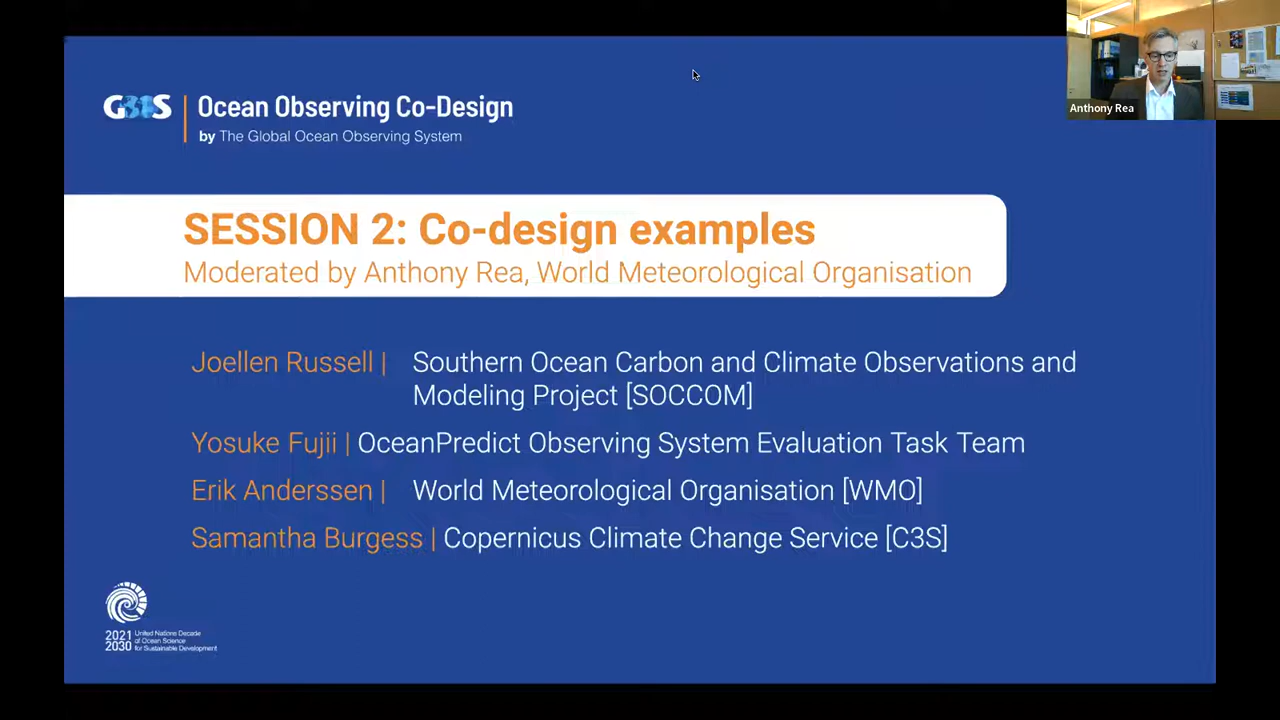 GOOS
Ocean Observing Co-Design
by The Global Ocean Observing System
Anthony Rea
SESSION 2: Co-design examples
Moderated by Anthony Rea, World Meteorological Organisation
Joellen Russell | Southern Ocean Carbon and Climate Observations and
Modeling Project [SOCCOM]
Yosuke Fujii | OceanPredict Observing System Evaluation Task Team
Erik Anderssen | World Meteorological Organisation [WMO]
Samantha Burgess | Copernicus Climate Change Service [C3S]
2021
2030
United Nations Decade
of Ocean Science
for Sustainable Development